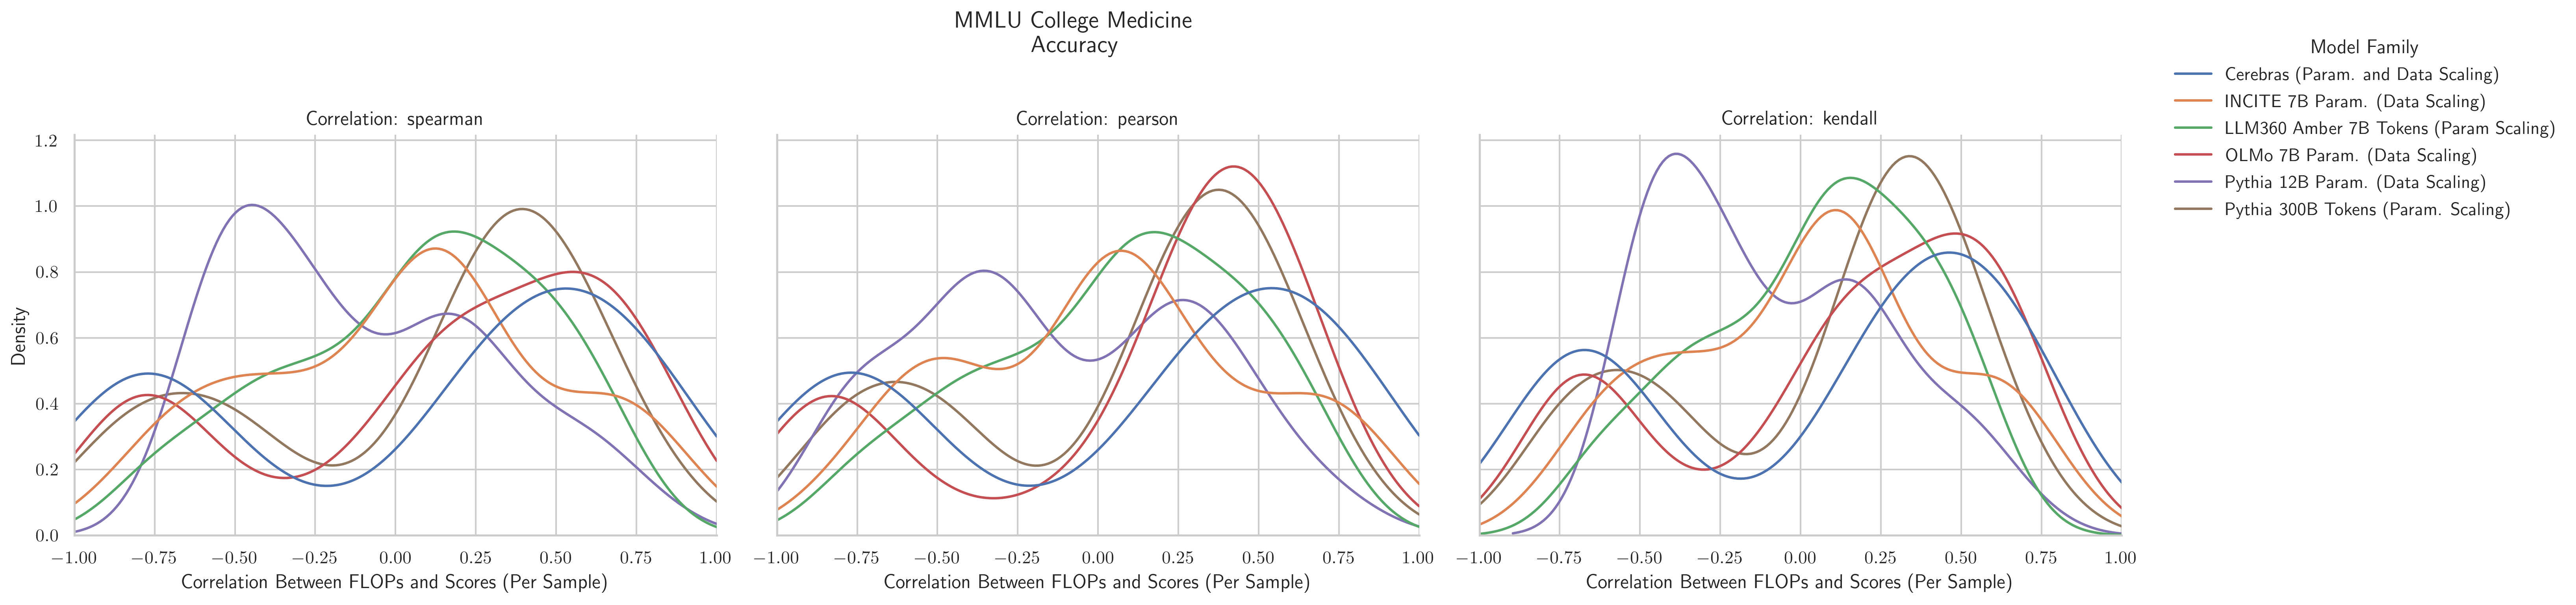 MMLU College Medicine
Accuracy
Model Family
Cerebras (Param. and Data Scaling)
INCITE 7B Param. (Data Scaling)
LLM360 Amber 7B Tokens (Param Scaling)
OLMo 7B Param. (Data Scaling)
Pythia 12B Param. (Data Scaling)
Pythia 300B Tokens (Param. Scaling)
Correlation: spearman
Correlation: pearson
Correlation: kendall
Density
1.2
1.0
0.8
0.6
0.4
0.2
0.0
−1.00 −0.75 −0.50 −0.25 0.00 0.25 0.50 0.75 1.00
−1.00 −0.75 −0.50 −0.25 0.00 0.25 0.50 0.75 1.00
−1.00 −0.75 −0.50 −0.25 0.00 0.25 0.50 0.75 1.00
Correlation Between FLOPs and Scores (Per Sample)
Correlation Between FLOPs and Scores (Per Sample)
Correlation Between FLOPs and Scores (Per Sample)